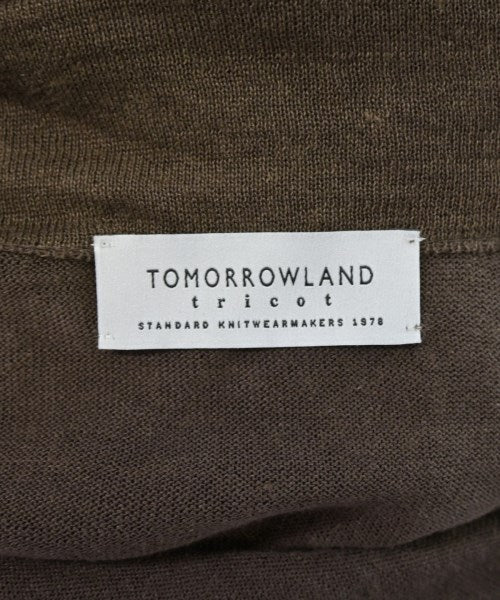 TOMORROWLAND
tricot
STANDARD KNITWEARMAKERS 1978